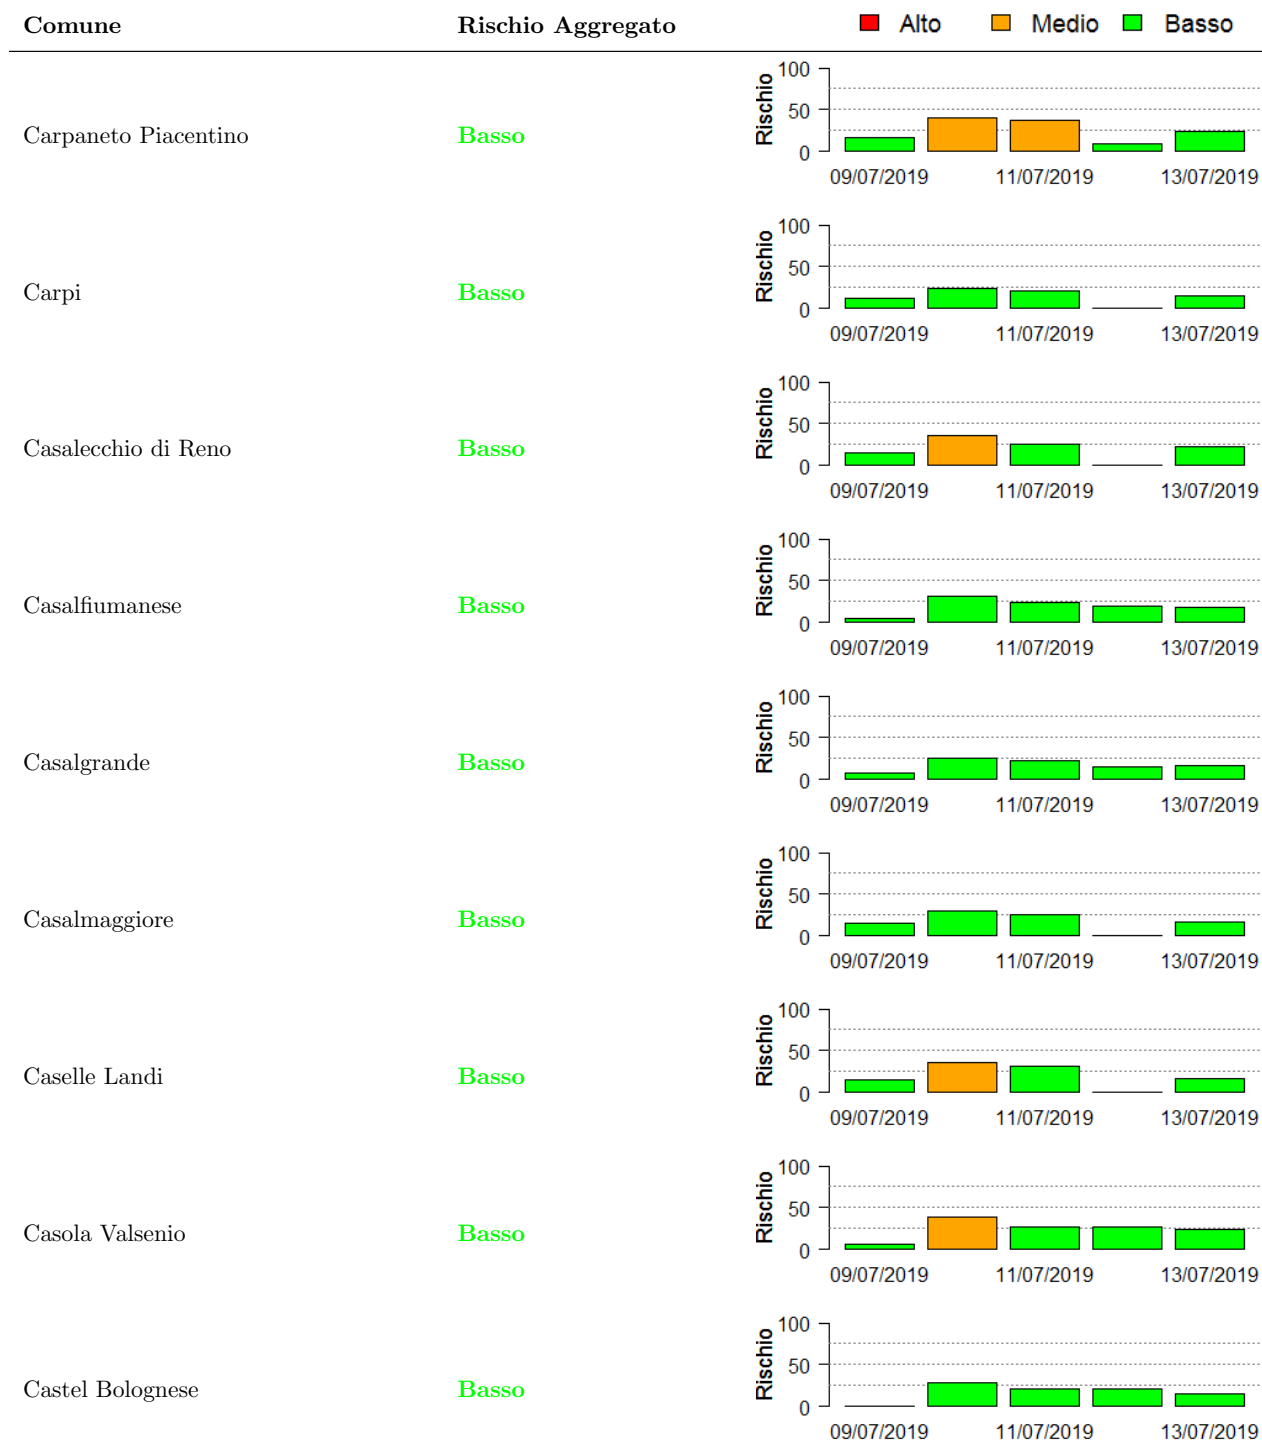 Comune Rischio Aggregato Alto Medio Basso
Carpaneto Piacentino Basso
Rischio
100
50
0
09/07/2019 11/07/2019 13/07/2019
Carpi Basso
Rischio
100
50
0
09/07/2019 11/07/2019 13/07/2019
Casalecchio di Reno Basso
Rischio
100
50
0
09/07/2019 11/07/2019 13/07/2019
Casalfiumanese Basso
Rischio
100
50
0
09/07/2019 11/07/2019 13/07/2019
Casalgrande Basso
Rischio
100
50
0
09/07/2019 11/07/2019 13/07/2019
Casalmaggiore Basso
Rischio
100
50
0
09/07/2019 11/07/2019 13/07/2019
Caselle Landi Basso
Rischio
100
50
0
09/07/2019 11/07/2019 13/07/2019
Casola Valsenio Basso
Rischio
100
50
0
09/07/2019 11/07/2019 13/07/2019
Castel Bolognese Basso
Rischio
100
50
0
09/07/2019 11/07/2019 13/07/2019